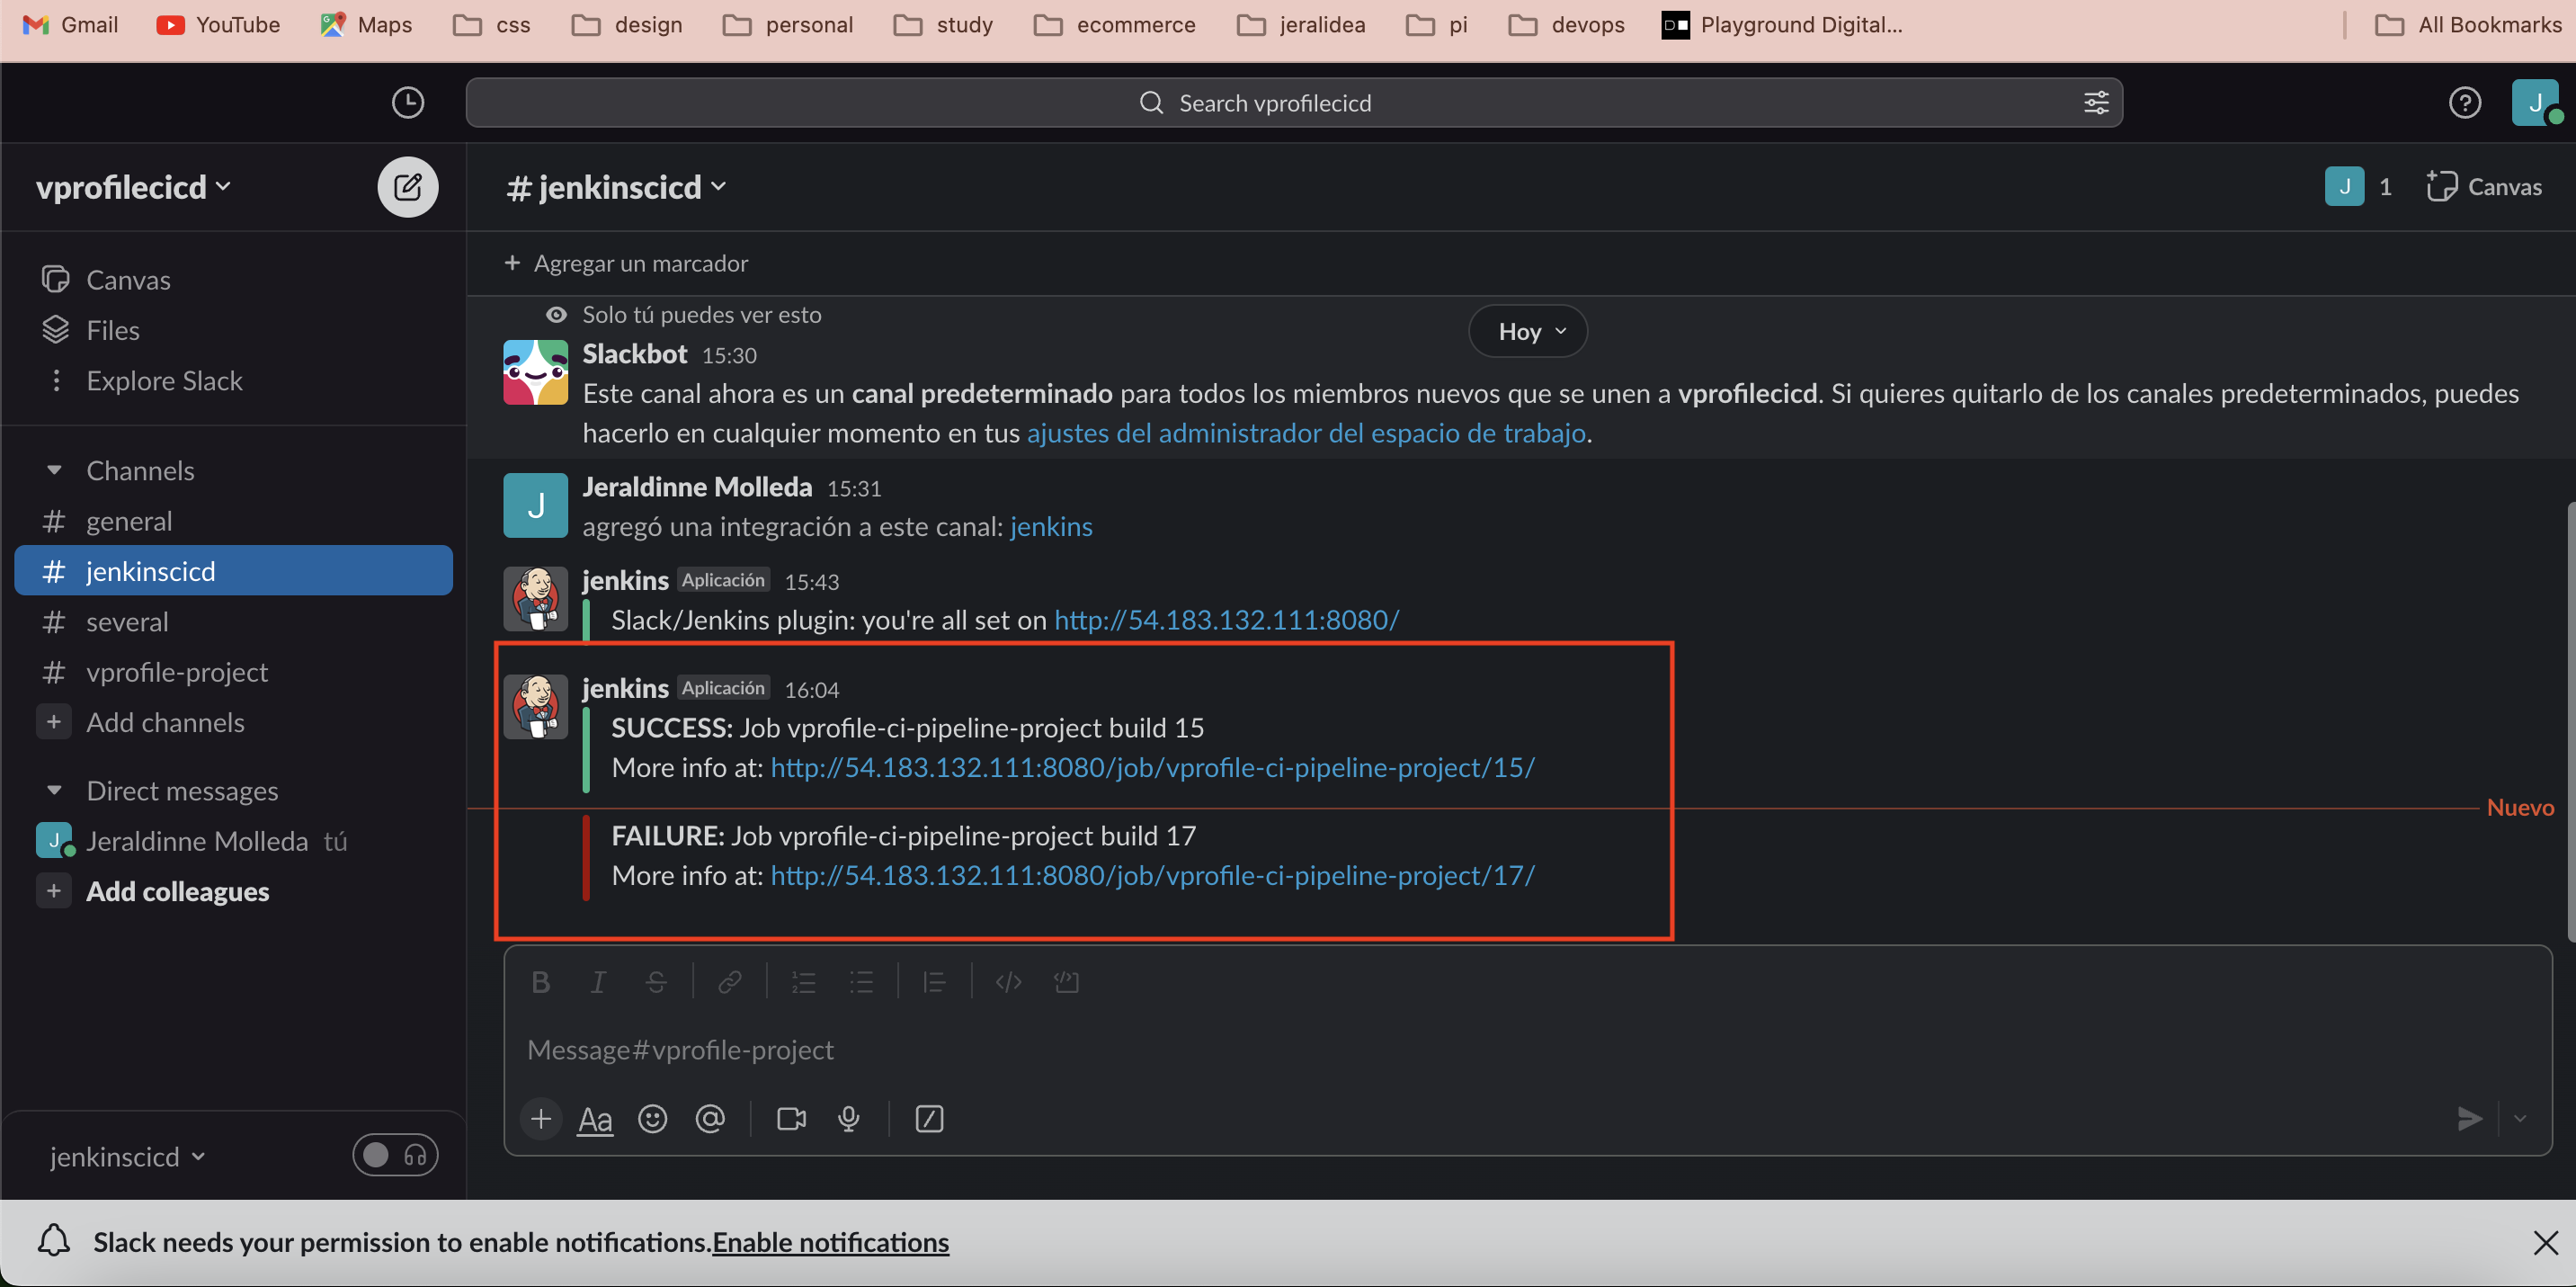 Gmail YouTube Maps css design personal study ecommerce jeralidea pi devops Playground Digital... All Bookmarks
Search vprofilecicd
J
vprofilecicd
# jenkinscicd
J 1 Canvas
Canvas
Files
Explore Slack
Channels
# general
# jenkinscicd
# several
# vprofile-project
+ Add channels
Direct messages
J Jeraldinne Molleda tú
+ Add colleagues
jenkinscicd
+ Agregar un marcador
Solo tú puedes ver esto
Hoy
Slackbot 15:30
Este canal ahora es un canal predeterminado para todos los miembros nuevos que se unen a vprofilecicd. Si quieres quitarlo de los canales predeterminados, puedes
hacerlo en cualquier momento en tus ajustes del administrador del espacio de trabajo.
J
Jeraldinne Molleda 15:31
agregó una integración a este canal: jenkins
jenkins Aplicación 15:43
Slack/Jenkins plugin: you're all set on http://54.183.132.111:8080/
jenkins Aplicación 16:04
SUCCESS: Job vprofile-ci-pipeline-project build 15
More info at: http://54.183.132.111:8080/job/vprofile-ci-pipeline-project/15/
Nuevo
FAILURE: Job vprofile-ci-pipeline-project build 17
More info at: http://54.183.132.111:8080/job/vprofile-ci-pipeline-project/17/
B I S
Message#vprofile-project
+ Aa @
Slack needs your permission to enable notifications.Enable notifications